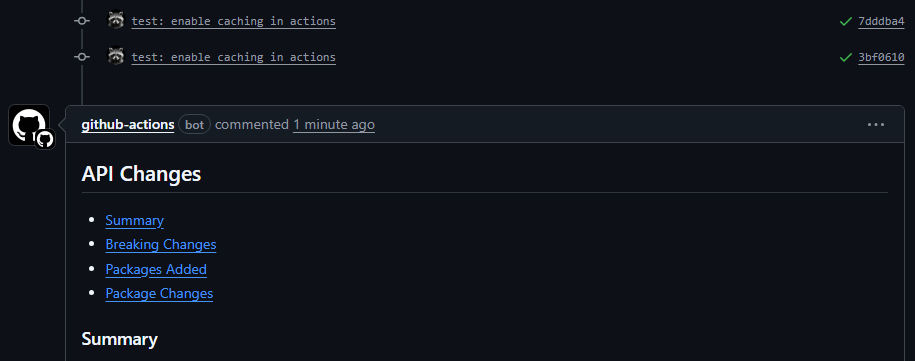 test: enable caching in actions 7dddba4
test: enable caching in actions 3bf0610
github-actions bot commented 1 minute ago
API Changes
Summary
Breaking Changes
Packages Added
Package Changes
Summary